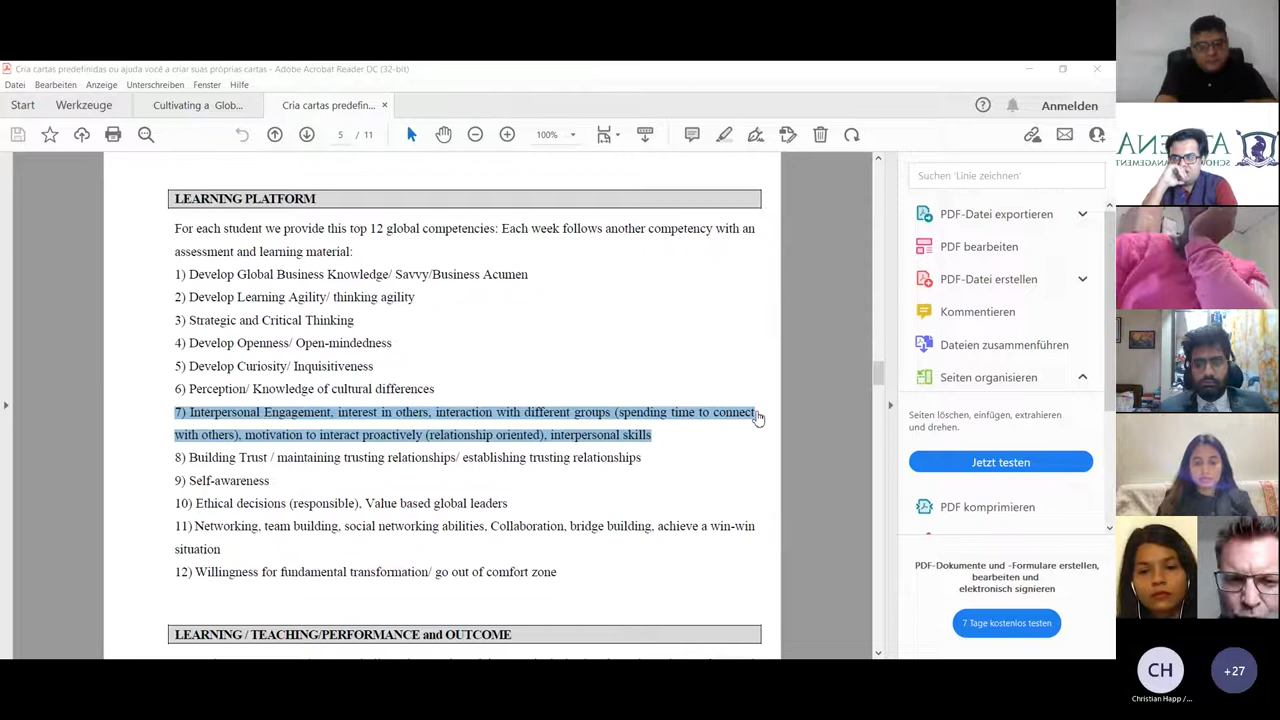 Cria cartas predefinidas ou ajuda você a criar suas próprias cartas - Adobe Acrobat Reader DC (32-bit)
Datei Bearbeiten Anzeige Unterschreiben Fenster Hilfe
Start Werkzeuge Cultivating a Glob... Cria cartas predefin... × Anmelden
5 / 11 100%
LEARNING PLATFORM
For each student we provide this top 12 global competencies: Each week follows another competency with an
assessment and learning material:
1) Develop Global Business Knowledge/ Savvy/Business Acumen
2) Develop Learning Agility/ thinking agility
3) Strategic and Critical Thinking
4) Develop Openness/ Open-mindedness
5) Develop Curiosity/ Inquisitiveness
6) Perception/ Knowledge of cultural differences
7) Interpersonal Engagement, interest in others, interaction with different groups (spending time to connect
with others), motivation to interact proactively (relationship oriented), interpersonal skills
8) Building Trust / maintaining trusting relationships/ establishing trusting relationships
9) Self-awareness
10) Ethical decisions (responsible), Value based global leaders
11) Networking, team building, social networking abilities, Collaboration, bridge building, achieve a win-win
situation
12) Willingness for fundamental transformation/ go out of comfort zone
LEARNING / TEACHING/PERFORMANCE and OUTCOME
Suchen 'Linie zeichnen'
PDF-Datei exportieren
PDF bearbeiten
PDF-Datei erstellen
Kommentieren
Dateien zusammenführen
Seiten organisieren
Seiten löschen, einfügen, extrahieren
und drehen.
Jetzt testen
PDF komprimieren
PDF-Dokumente und -Formulare erstellen,
bearbeiten und
elektronisch signieren
7 Tage kostenlos testen
CH
Christian Happ /...
+27